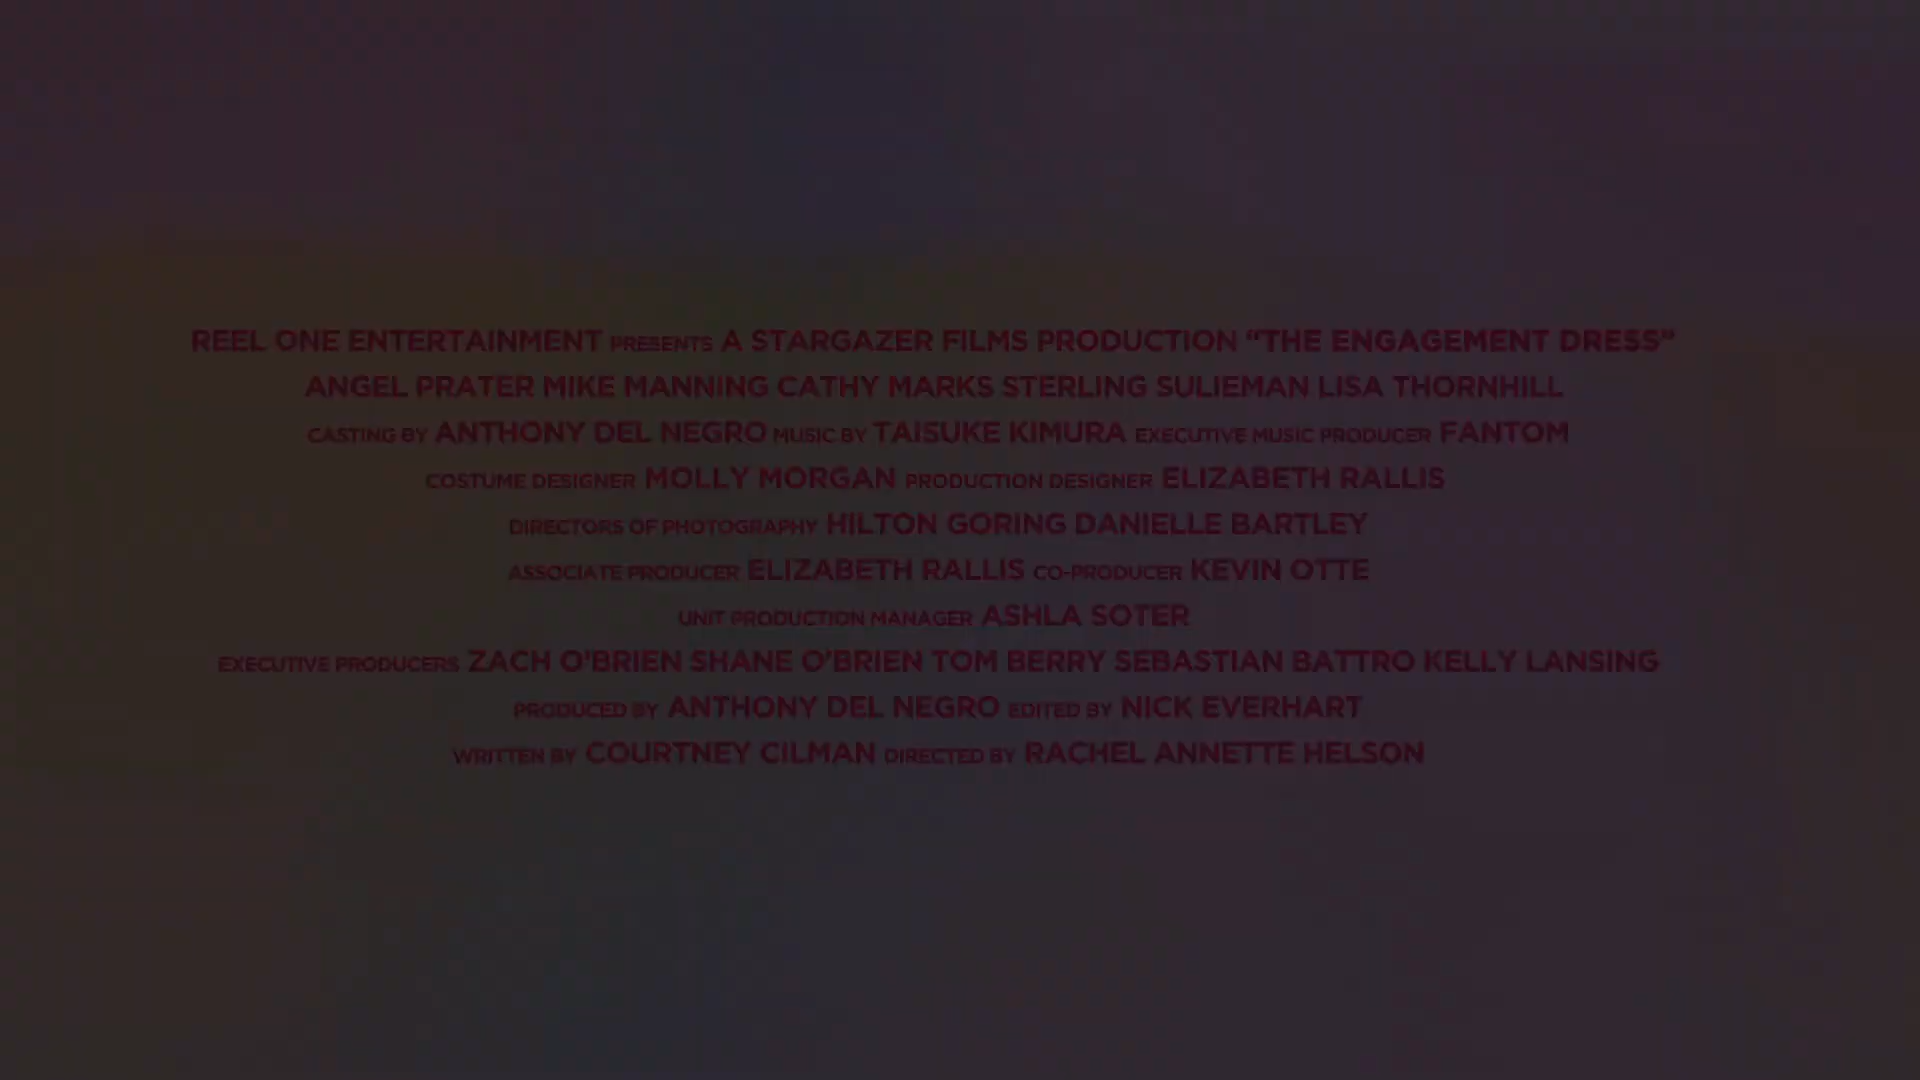 REEL ONE ENTERTAINMENT PRESENTS A STARGAZER FILMS PRODUCTION “THE ENGAGEMENT DRESS”
ANGEL PRATER MIKE MANNING CATHY MARKS STERLING SULIEMAN LISA THORNHILL
CASTING BY ANTHONY DEL NEGRO MUSIC BY TAISUKE KIMURA EXECUTIVE MUSIC PRODUCER FANTOM
COSTUME DESIGNER MOLLY MORGAN PRODUCTION DESIGNER ELIZABETH RALLIS
DIRECTORS OF PHOTOGRAPHY HILTON GORING DANIELLE BARTLEY
ASSOCIATE PRODUCER ELIZABETH RALLIS CO-PRODUCER KEVIN OTTE
UNIT PRODUCTION MANAGER ASHLA SOTER
EXECUTIVE PRODUCERS ZACH O'BRIEN SHANE O'BRIEN TOM BERRY SEBASTIAN BATTRO KELLY LANSING
PRODUCED BY ANTHONY DEL NEGRO EDITED BY NICK EVERHART
WRITTEN BY COURTNEY CILMAN DIRECTED BY RACHEL ANNETTE HELSON